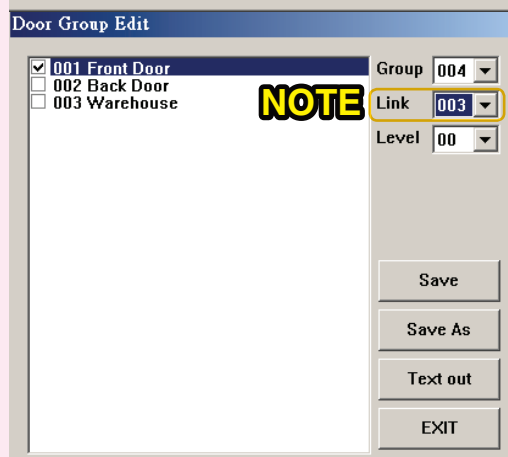 Door Group Edit
001 Front Door
002 Back Door
003 Warehouse
NOTE
Group 004
Link 003
Level 00
Save
Save As
Text out
EXIT